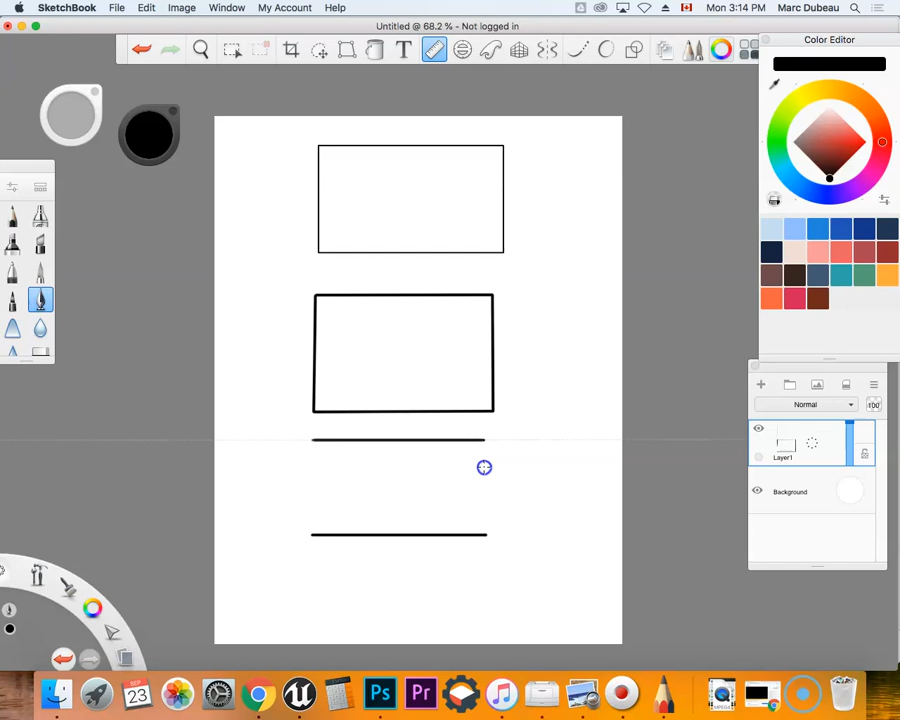 SketchBook File Edit Image Window My Account Help Mon 3:14 PM Marc Dubeau
Untitled @ 68.2 % - Not logged in
T
Color Editor
Normal
100
Layer1
Background
SEP
23
Ps Pr
MPEG4